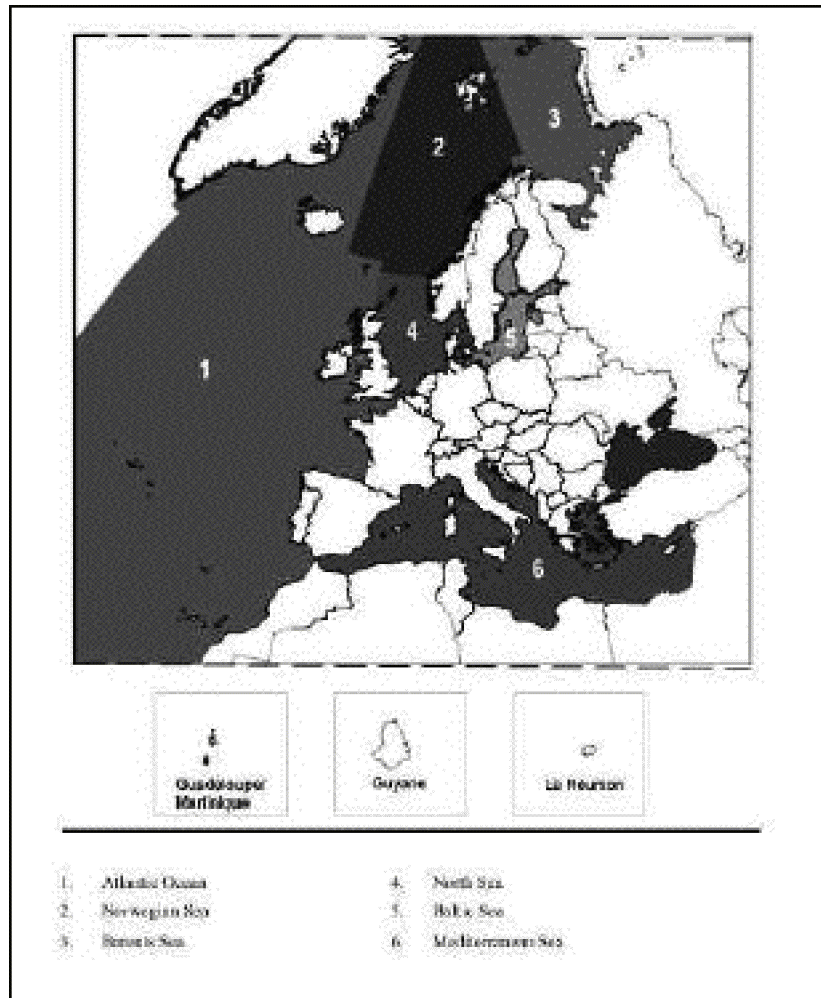 3
2
4
5
1
6
Guadeloupe/
Martinique
Guyane
La Réunion
1. Atlantic Ocean
2. Norwegian Sea
3. Barents Sea
4. North Sea
5. Baltic Sea
6. Mediterranean Sea